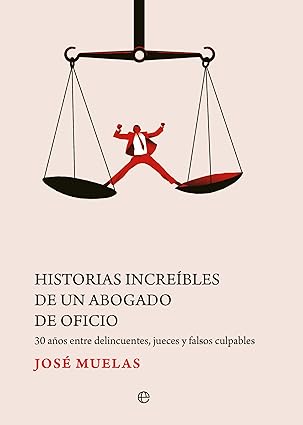 HISTORIAS INCREÍBLES
DE UN ABOGADO
DE OFICIO
30 años entre delincuentes, jueces y falsos culpables
JOSÉ MUELAS